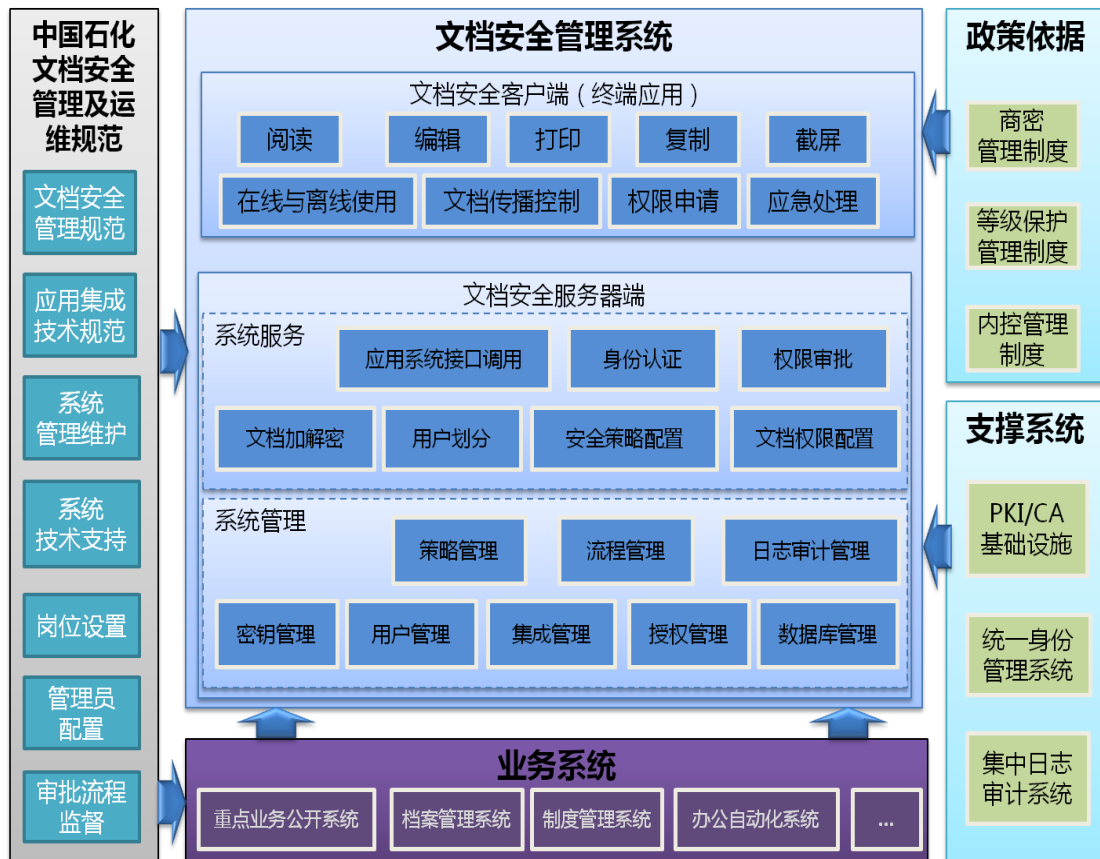 中国石化
文档安全
管理及运
维规范
文档安全
管理规范
应用集成
技术规范
系统
管理维护
系统
技术支持
岗位设置
管理员
配置
审批流程
监督
文档安全管理系统
文档安全客户端（终端应用）
阅读 编辑 打印 复制 截屏
在线与离线使用 文档传播控制 权限申请 应急处理
文档安全服务器端
系统服务
应用系统接口调用 身份认证 权限审批
文档加解密 用户划分 安全策略配置 文档权限配置
系统管理
策略管理 流程管理 日志审计管理
密钥管理 用户管理 集成管理 授权管理 数据库管理
业务系统
重点业务公开系统 档案管理系统 制度管理系统 办公自动化系统 ...
政策依据
商密
管理制度
等级保护
管理制度
内控管理
制度
支撑系统
PKI/CA
基础设施
统一身份
管理系统
集中日志
审计系统